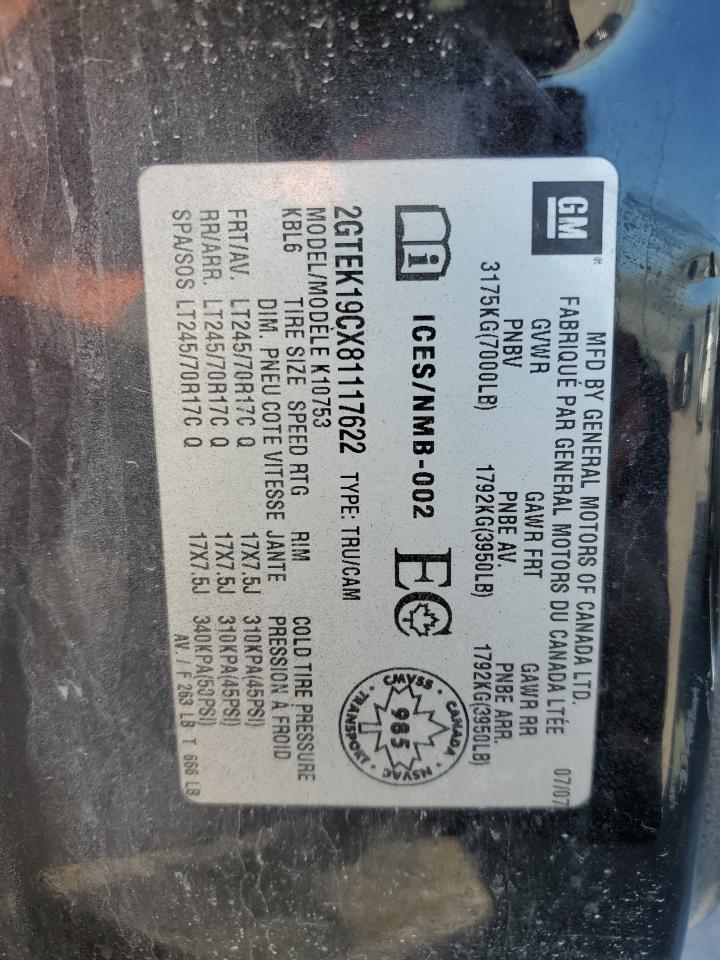 GM
MFD BY GENERAL MOTORS OF CANADA LTD.
FABRIQUÉ PAR GENERAL MOTORS DU CANADA LTÉE 07/07
GVWR GAWR FRT GAWR RR
PNBV PNBE AV. PNBE ARR.
3175KG(7000LB) 1792KG(3950LB) 1792KG(3950LB)
i ICES/NMB-002 EC
CMVSS · CANADA · NSVAC · TRANSPORT ·
985
2GTEK19CX81117622 TYPE: TRU/CAM
MODEL/MODÈLE K10753
KBL6 TIRE SIZE SPEED RTG RIM COLD TIRE PRESSURE
DIM. PNEU COTE VITESSE JANTE PRESSION A FROID
FRT/AV. LT245/70R17C Q 17X7.5J 310KPA(45PSI)
RR/ARR. LT245/70R17C Q 17X7.5J 310KPA(45PSI)
SPA/SOS LT245/70R17C Q 17X7.5J 340KPA(50PSI)
AV. / F 263 LB T 666 LB